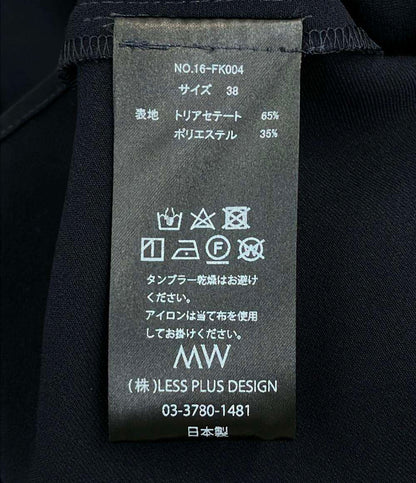 NO.16-FK004
サイズ 38
表地 トリアセテート 65%
ポリエステル 35%
タンブラー乾燥はお避け
ください。
アイロンは当て布を使用
してお掛けください。
MW
(株)LESS PLUS DESIGN
03-3780-1481
日本製